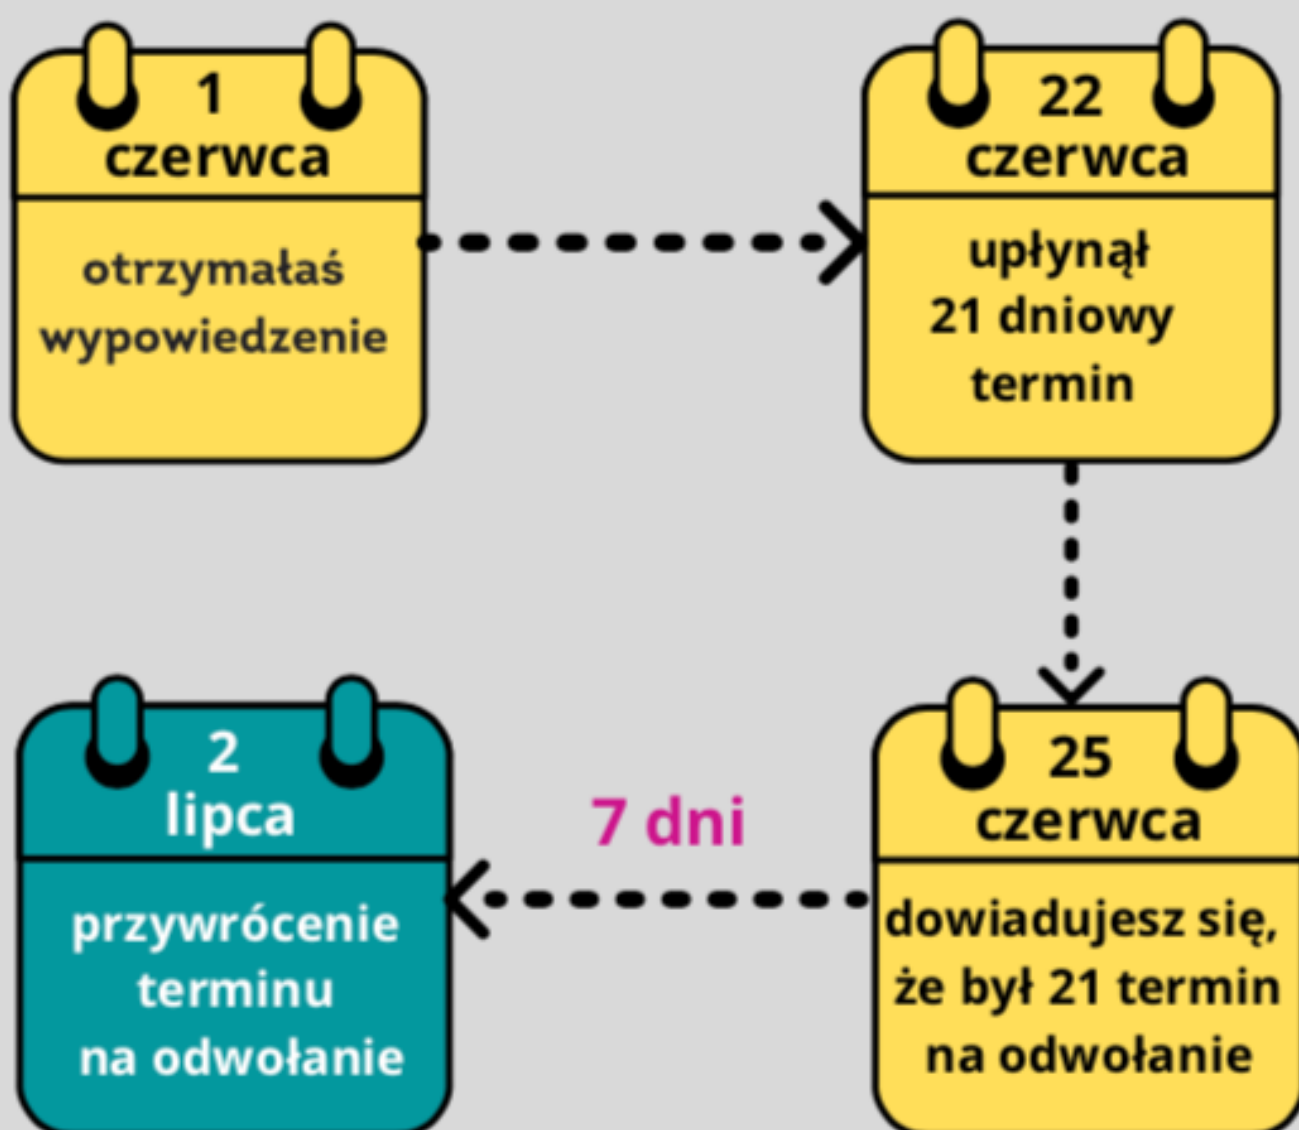 1
czerwca
otrzymałaś
wypowiedzenie
22
czerwca
upłynął
21 dniowy
termin
25
czerwca
dowiadujesz się,
że był 21 termin
na odwołanie
7 dni
2
lipca
przywrócenie
terminu
na odwołanie